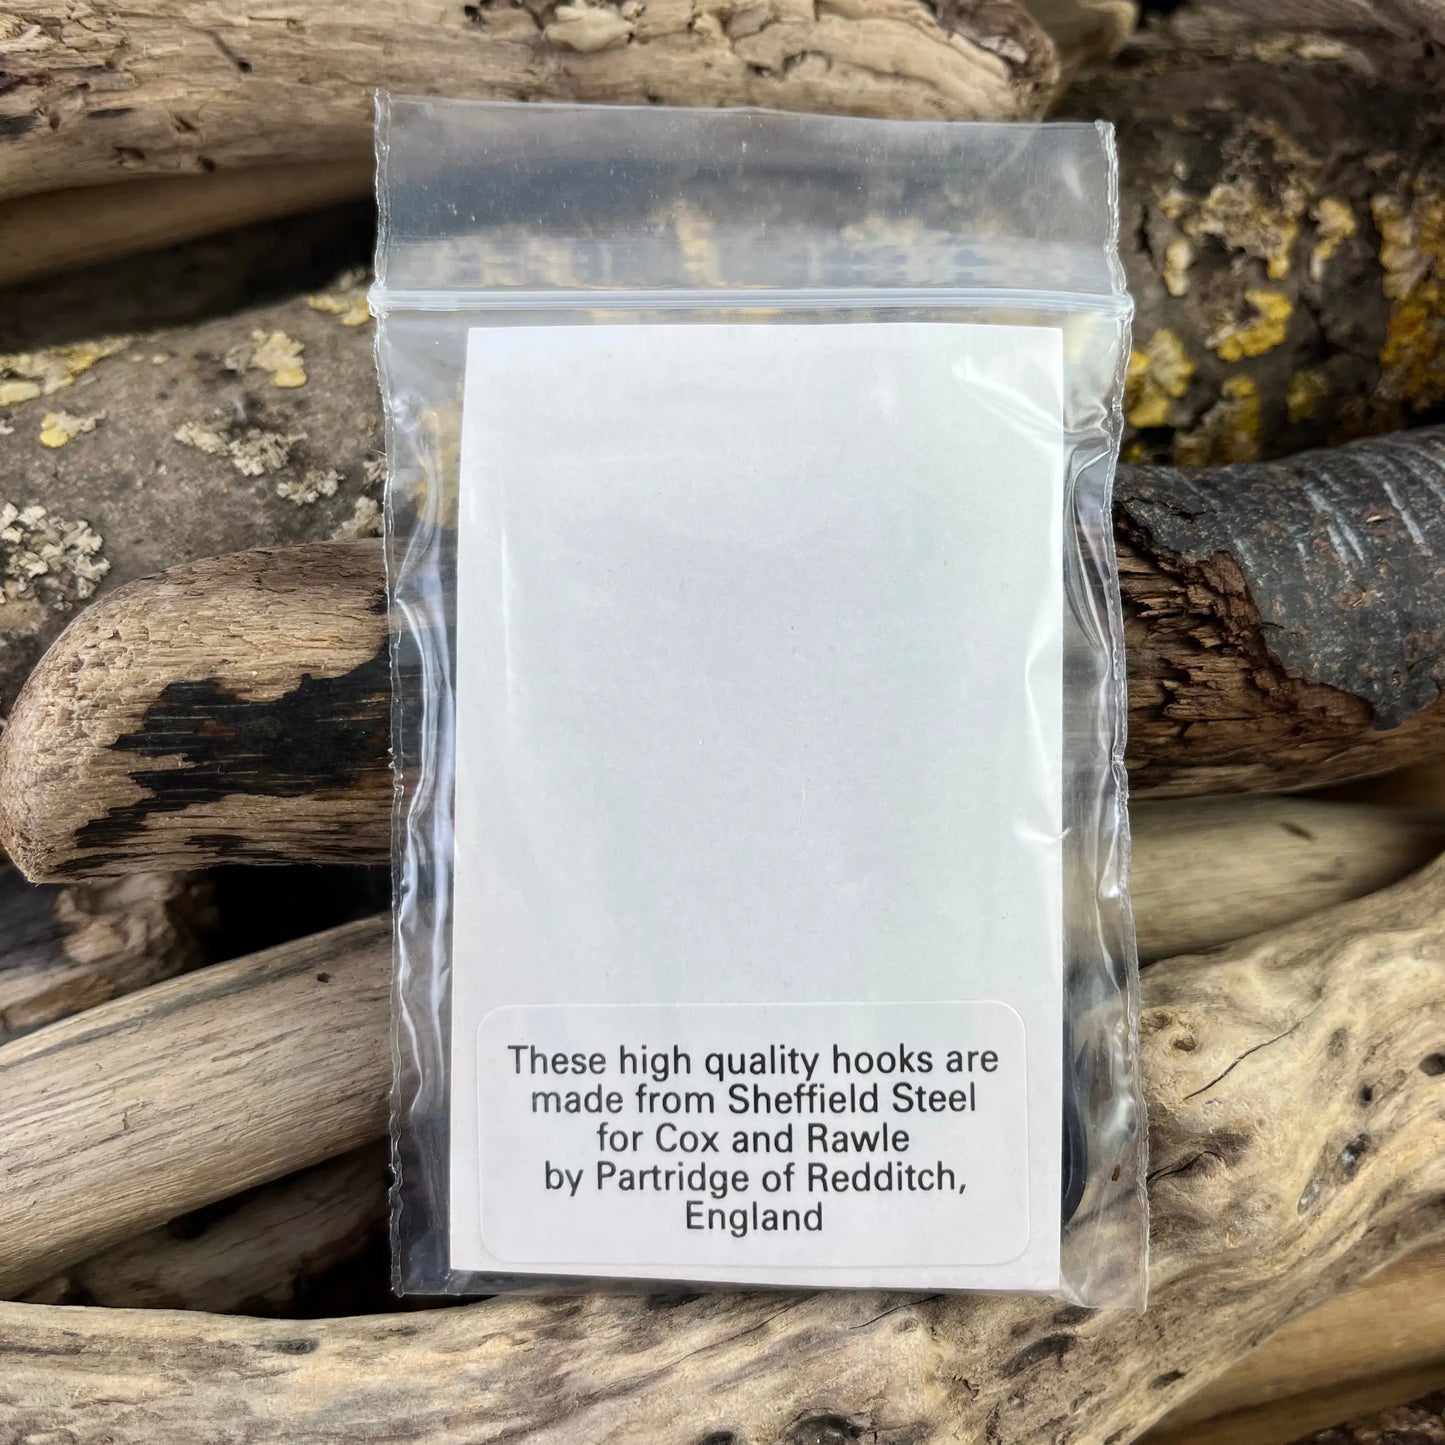 These high quality hooks are
made from Sheffield Steel
for Cox and Rawle
by Partridge of Redditch,
England